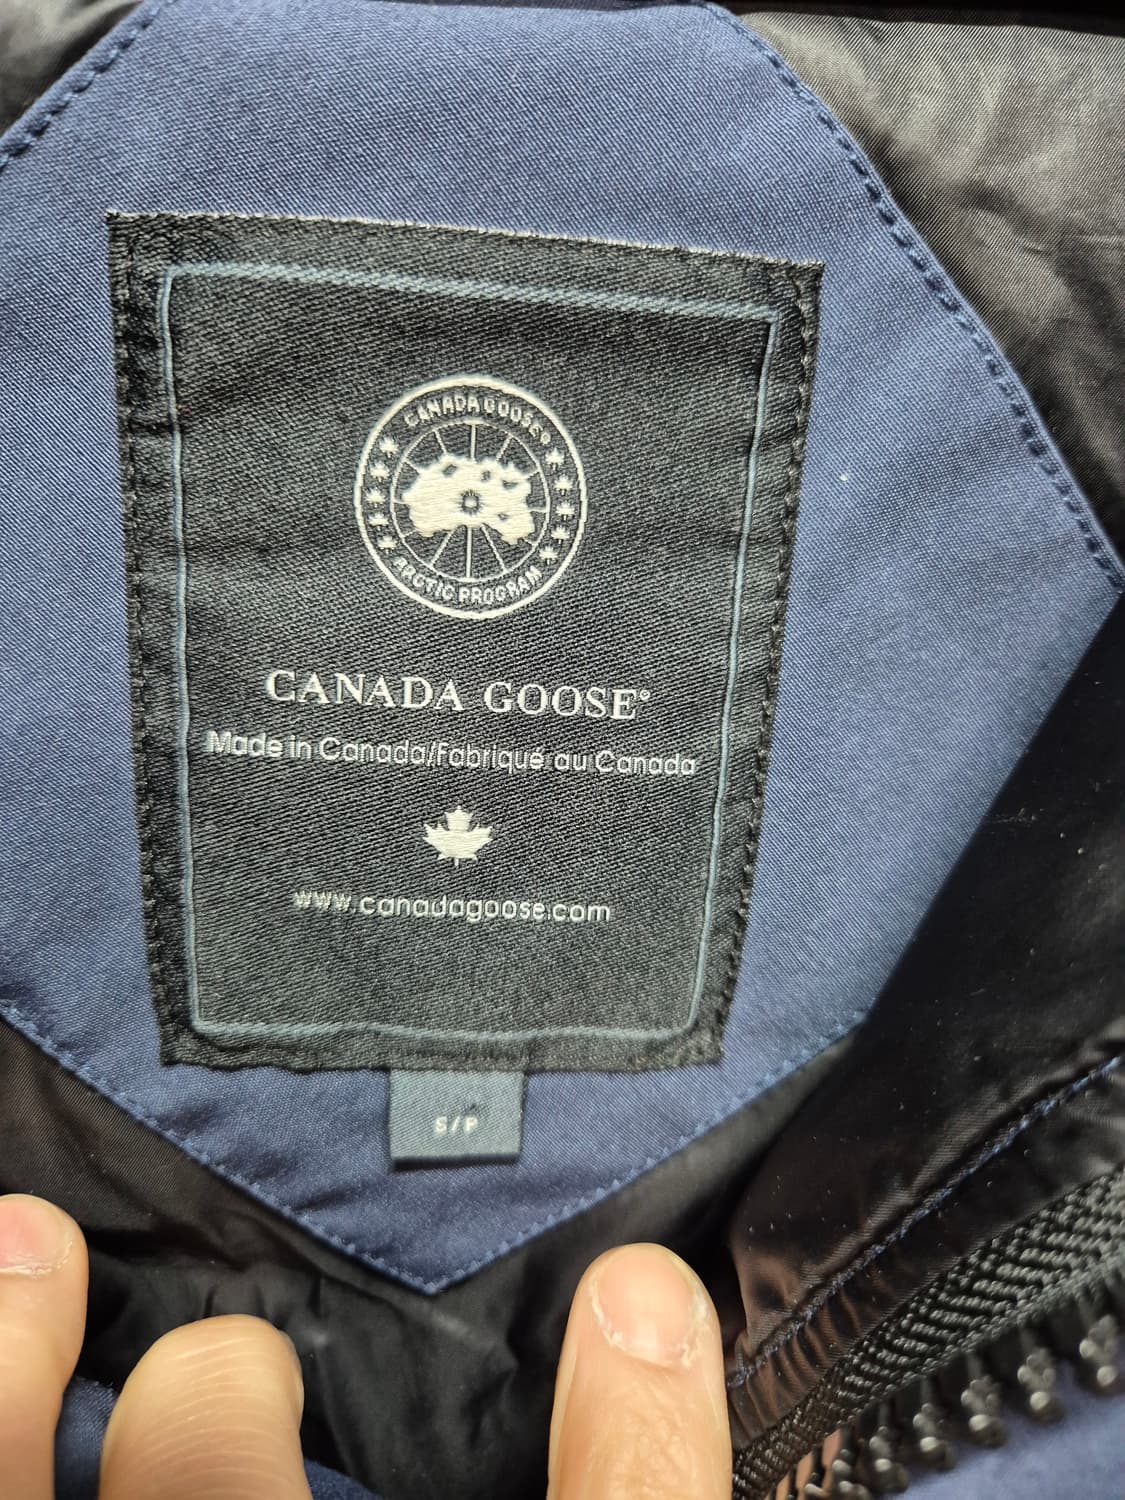 CANADA GOOSE®
ARCTIC PROGRAM
CANADA GOOSE®
Made in Canada/Fabriqué au Canada
www.canadagoose.com
S/P